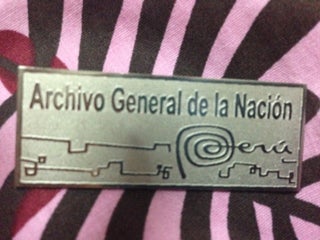 Archivo General de la Nación
Perú